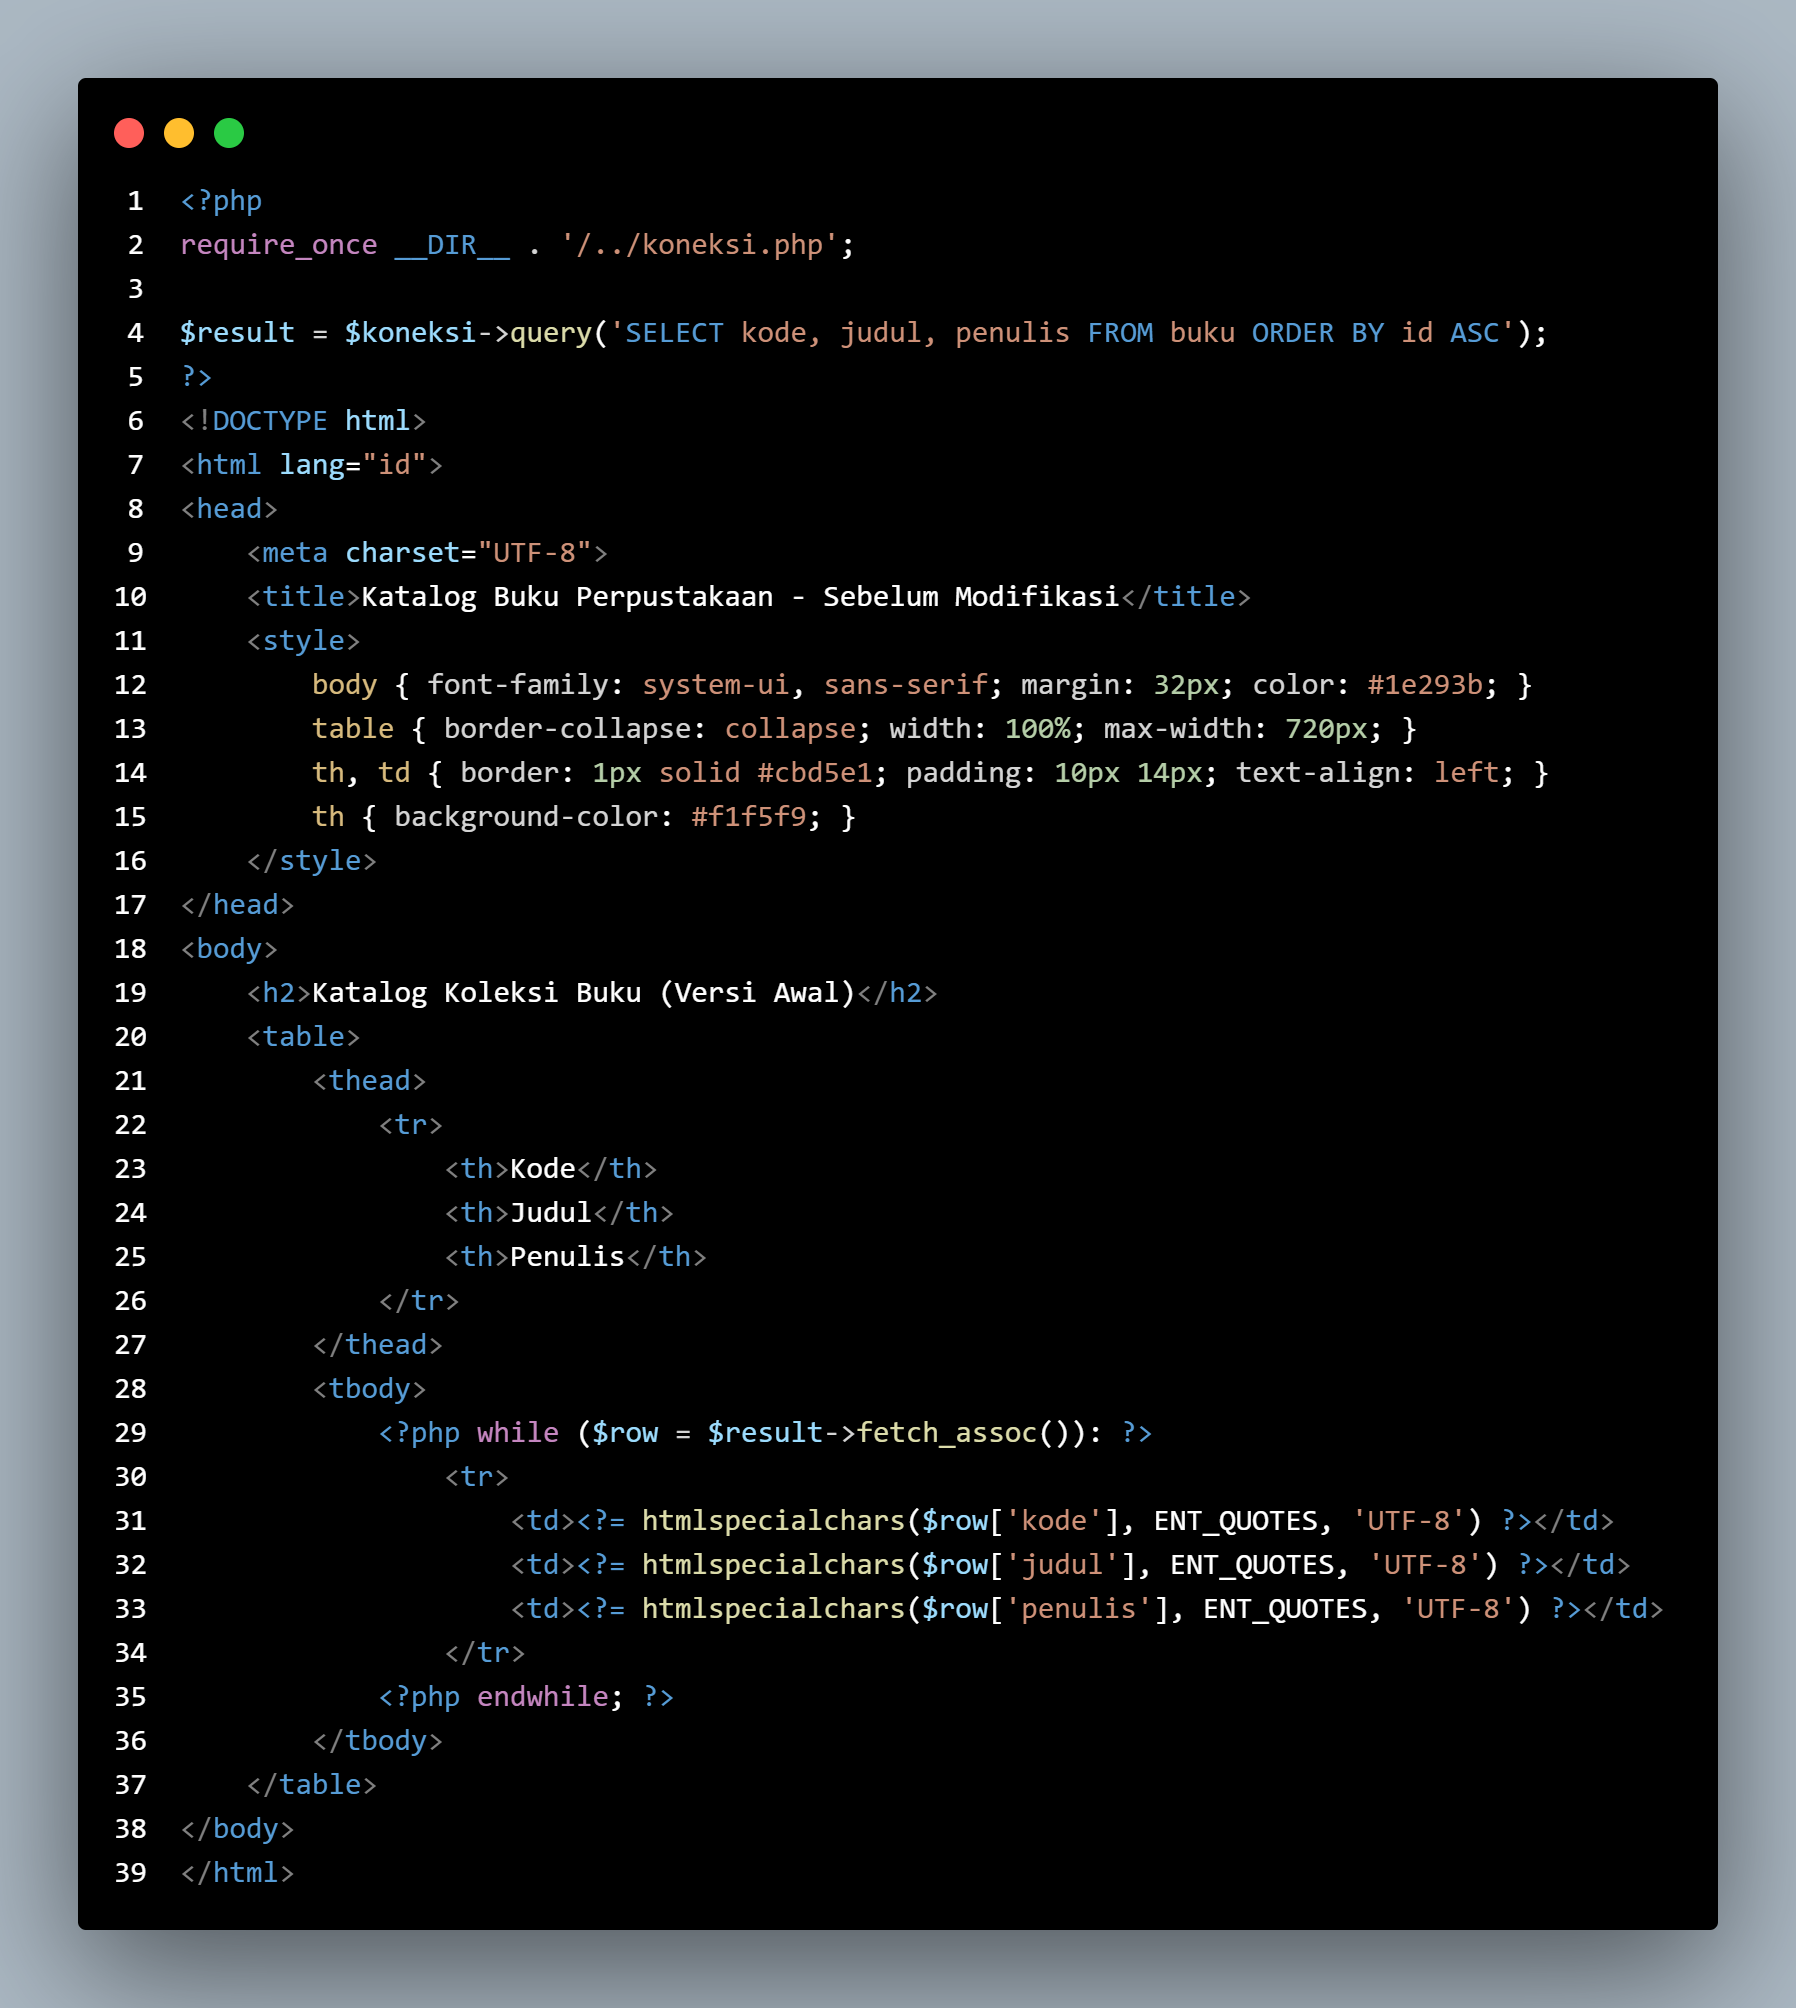 1 <?php
2 require_once __DIR__ . '/../koneksi.php';
3
4 $result = $koneksi->query('SELECT kode, judul, penulis FROM buku ORDER BY id ASC');
5 ?>
6 <!DOCTYPE html>
7 <html lang="id">
8 <head>
9     <meta charset="UTF-8">
10     <title>Katalog Buku Perpustakaan - Sebelum Modifikasi</title>
11     <style>
12         body { font-family: system-ui, sans-serif; margin: 32px; color: #1e293b; }
13         table { border-collapse: collapse; width: 100%; max-width: 720px; }
14         th, td { border: 1px solid #cbd5e1; padding: 10px 14px; text-align: left; }
15         th { background-color: #f1f5f9; }
16     </style>
17 </head>
18 <body>
19     <h2>Katalog Koleksi Buku (Versi Awal)</h2>
20     <table>
21         <thead>
22             <tr>
23                 <th>Kode</th>
24                 <th>Judul</th>
25                 <th>Penulis</th>
26             </tr>
27         </thead>
28         <tbody>
29             <?php while ($row = $result->fetch_assoc()): ?>
30                 <tr>
31                     <td><?= htmlspecialchars($row['kode'], ENT_QUOTES, 'UTF-8') ?></td>
32                     <td><?= htmlspecialchars($row['judul'], ENT_QUOTES, 'UTF-8') ?></td>
33                     <td><?= htmlspecialchars($row['penulis'], ENT_QUOTES, 'UTF-8') ?></td>
34                 </tr>
35             <?php endwhile; ?>
36         </tbody>
37     </table>
38 </body>
39 </html>